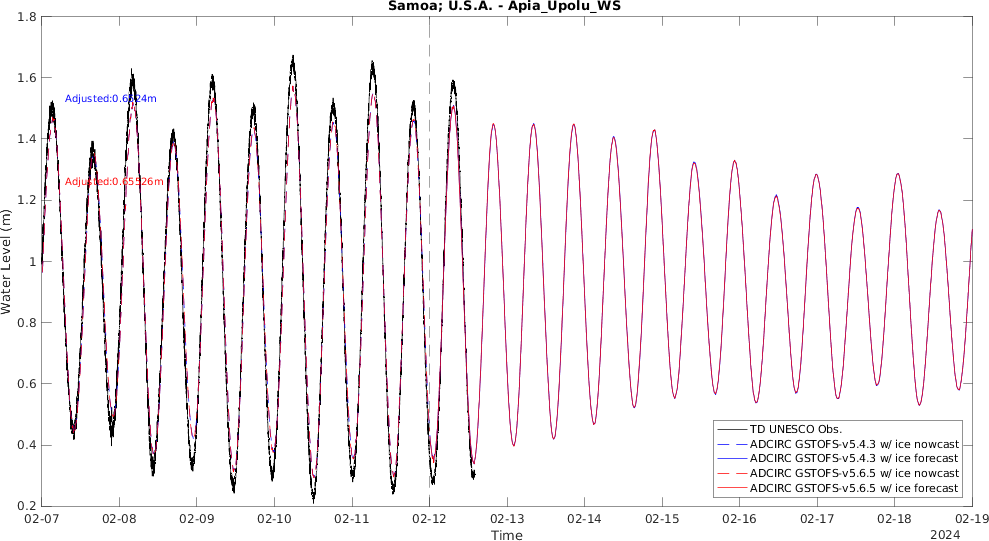 Samoa; U.S.A. - Apia_Upolu_WS
1.8
1.6
1.4
1.2
1
0.8
0.6
0.4
0.2
Water Level (m)
Adjusted:0.6524m
Adjusted:0.65526m
TD UNESCO Obs.
ADCIRC GSTOFS-v5.4.3 w/ ice nowcast
ADCIRC GSTOFS-v5.4.3 w/ ice forecast
ADCIRC GSTOFS-v5.6.5 w/ ice nowcast
ADCIRC GSTOFS-v5.6.5 w/ ice forecast
02-07 02-08 02-09 02-10 02-11 02-12 02-13 02-14 02-15 02-16 02-17 02-18 02-19
Time
2024